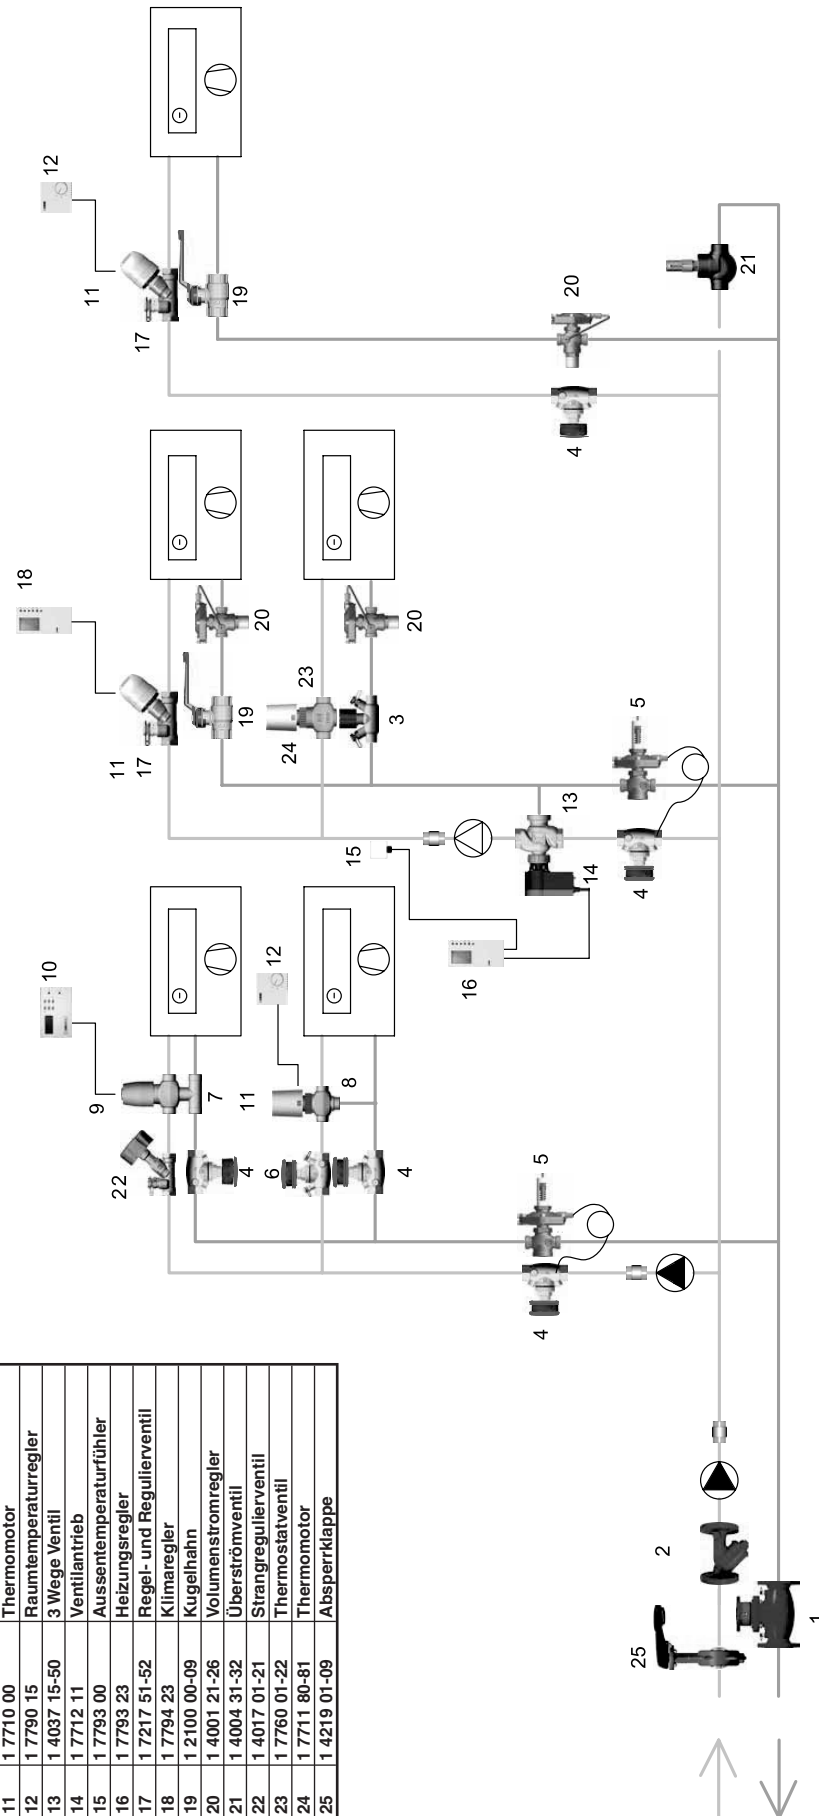 11 1 7710 00 Thermomotor
12 1 7790 15 Raumtemperaturregler
13 1 4037 15-50 3 Wege Ventil
14 1 7712 11 Ventilantrieb
15 1 7793 00 Aussentemperaturfühler
16 1 7793 23 Heizungsregler
17 1 7217 51-52 Regel- und Regulierventil
18 1 7794 23 Klimaregler
19 1 2100 00-09 Kugelhahn
20 1 4001 21-26 Volumenstromregler
21 1 4004 31-32 Überströmventil
22 1 4017 01-21 Strangregulierventil
23 1 7760 01-22 Thermostatventil
24 1 7711 80-81 Thermomotor
25 1 4219 01-09 Absperrklappe
10
9
22
7
4
12
11
8
6
4
5
4
18
11
17
19
20
23
24
3
20
15
13
14
16
5
4
12
11
17
19
20
4
21
25
2
1